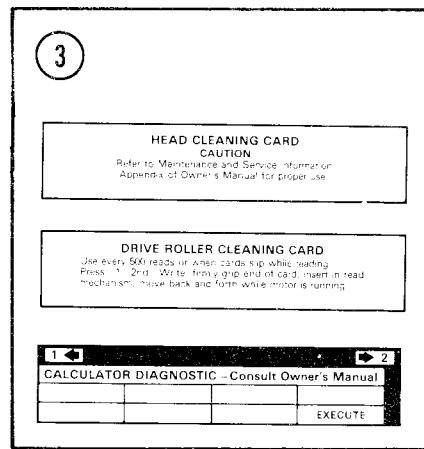 3
HEAD CLEANING CARD
CAUTION
Refer to Maintenance and Service Information
Appendix of Owner's Manual for proper use
DRIVE ROLLER CLEANING CARD
Use every 500 reads or when cards slip while reading
Press 1 2nd Write firmly grip end of card, insert in read
mechanism, move back and forth while motor is running
1 2
CALCULATOR DIAGNOSTIC – Consult Owner's Manual
EXECUTE